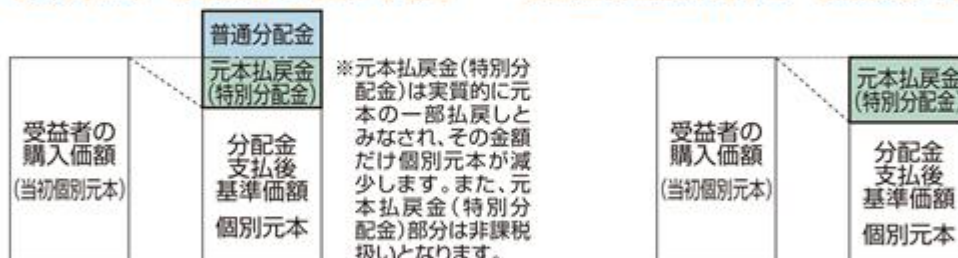 普通分配金
元本払戻金
(特別分配金)
受益者の
購入価額
(当初個別元本)
分配金
支払後
基準価額
個別元本
※元本払戻金(特別分
配金)は実質的に元
本の一部払戻しと
みなされ、その金額
だけ個別元本が減
少します。また、元
本払戻金(特別分
配金)部分は非課税
扱いとなります。
受益者の
購入価額
(当初個別元本)
元本払戻金
(特別分配金)
分配金
支払後
基準価額
個別元本